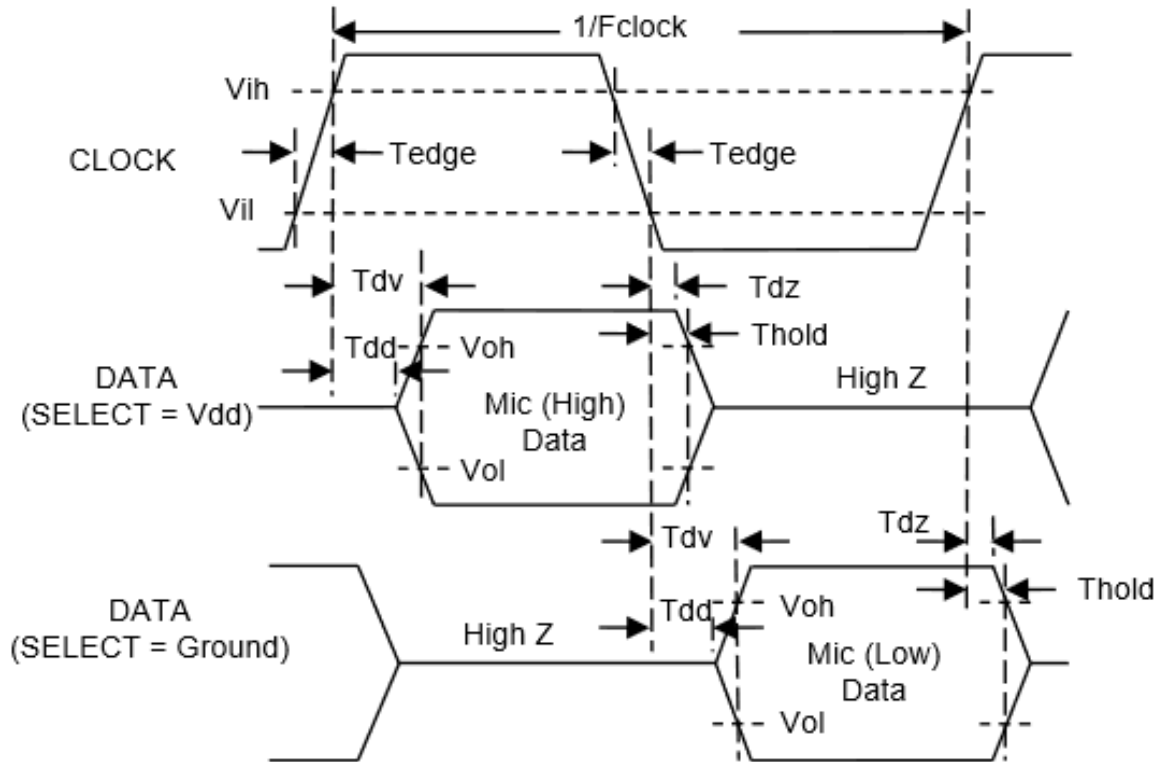 1/Fclock
Vih
CLOCK
Tedge
Tedge
Vil
Tdv
Tdz
Thold
Tdd
Voh
DATA
(SELECT = Vdd)
Mic (High)
Data
High Z
Vol
Tdv
Tdz
Thold
DATA
(SELECT = Ground)
High Z
Tdd
Voh
Mic (Low)
Data
Vol